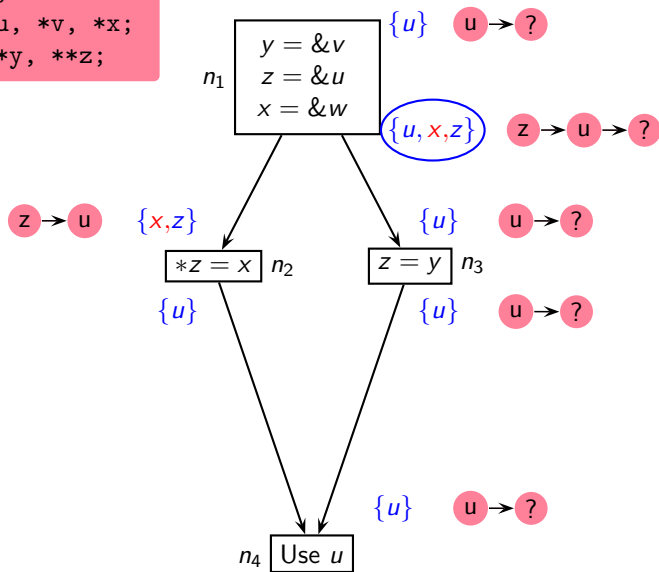 u, *v, *x;
*y, **z;
{u} u → ?
y = &v
n₁ z = &u
x = &w
{u, x,z} z → u → ?
z → u {x,z} {u} u → ?
*z = x n₂ z = y n₃
{u} {u} u → ?
{u} u → ?
n₄ Use u